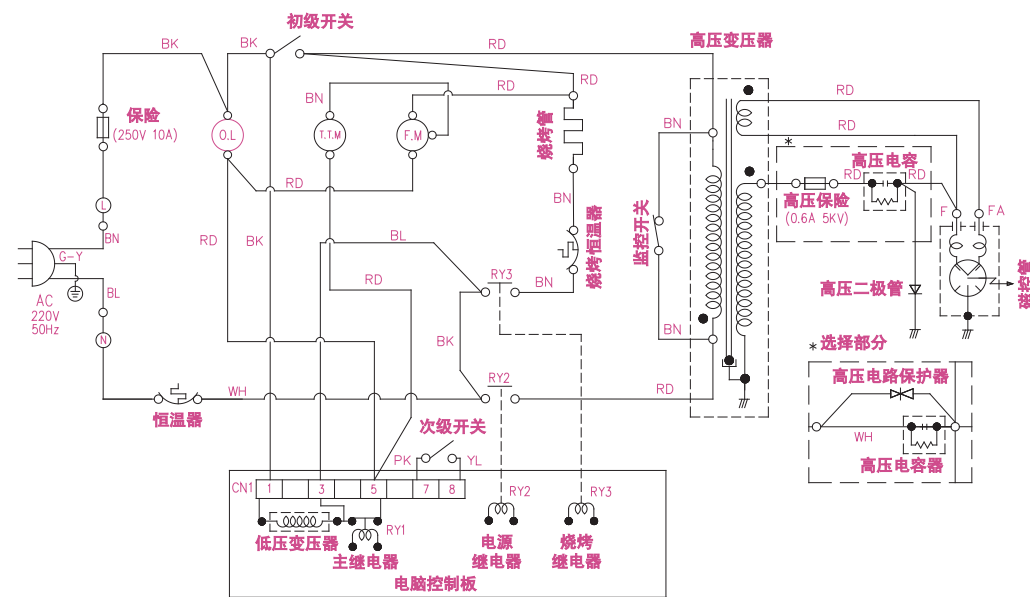 初级开关
高压变压器
BK
BK
RD
RD
RD
RD
BN
保险
(250V 10A)
O.L
T.T.M
F.M
烧烤管
BN
*
RD
高压电容
RD
RD
RD
高压保险
(0.6A 5KV)
L
BN
G-Y
AC
220V
50Hz
BL
N
RD
BK
BL
RD
BN
烧烤恒温器
监控开关
F
FA
磁控管
RY3
BN
高压二极管
BK
BN
*选择部分
RY2
RD
高压电路保护器
WH
恒温器
WH
高压电容器
次级开关
PK
YL
CN1
1
3
5
7
8
RY2
RY3
RY1
低压变压器
主继电器
电源
继电器
烧烤
继电器
电脑控制板